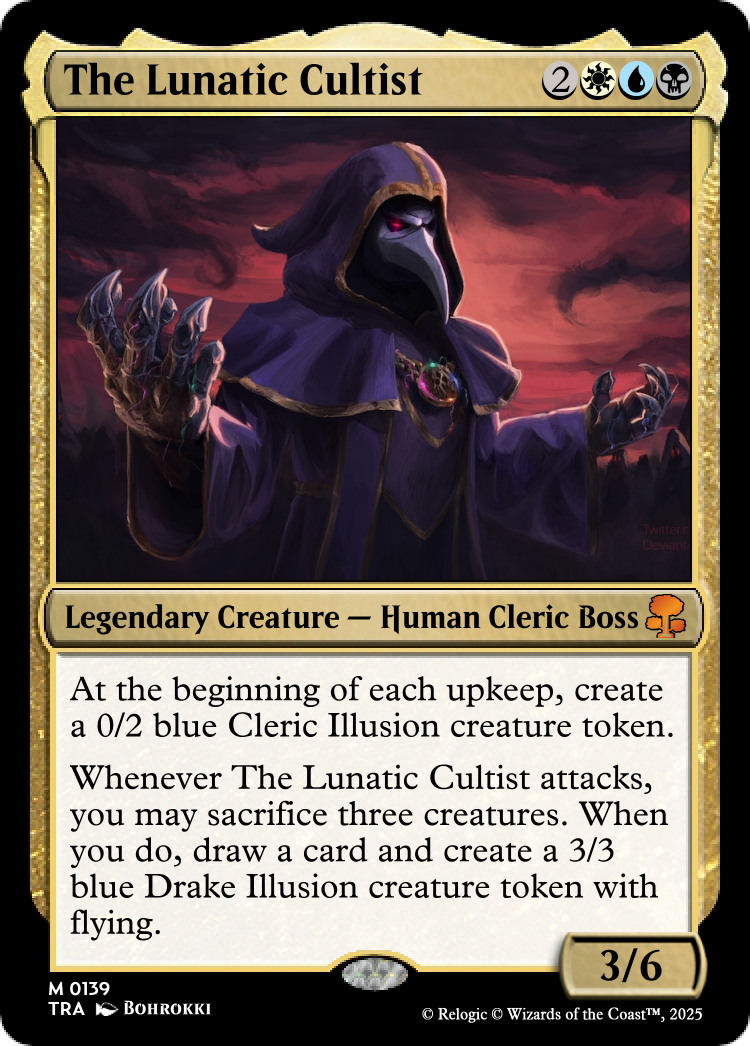 The Lunatic Cultist 2
Twitter:
Deviant
Legendary Creature — Human Cleric Boss
At the beginning of each upkeep, create
a 0/2 blue Cleric Illusion creature token.
Whenever The Lunatic Cultist attacks,
you may sacrifice three creatures. When
you do, draw a card and create a 3/3
blue Drake Illusion creature token with
flying.
3/6
M 0139
TRA BOHROKKI
© Relogic © Wizards of the Coast™, 2025